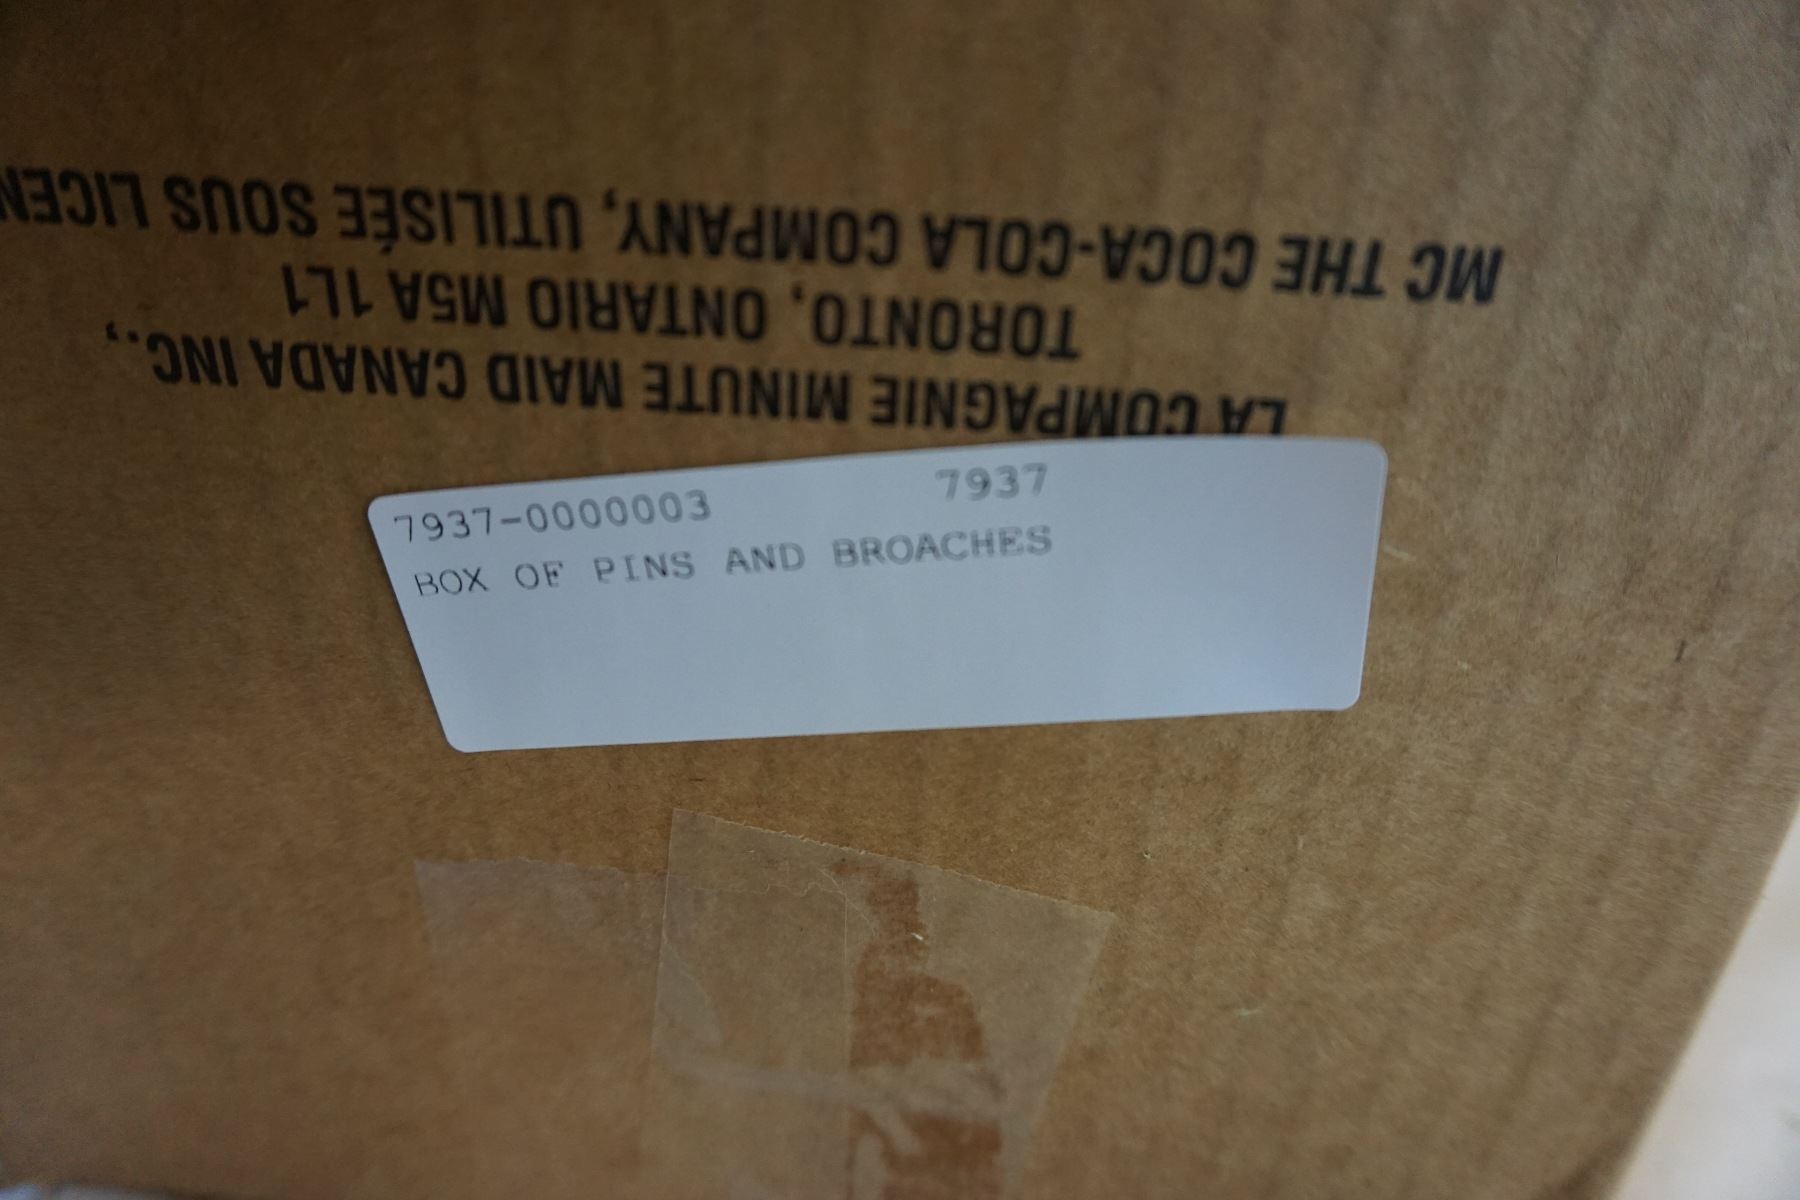 LA COMPAGNIE MINUTE MAID CANADA INC.,
TORONTO, ONTARIO M5A 1L1
MC THE COCA-COLA COMPANY, UTILISÉE SOUS LICEN
7937-0000003 7937
BOX OF PINS AND BROACHES